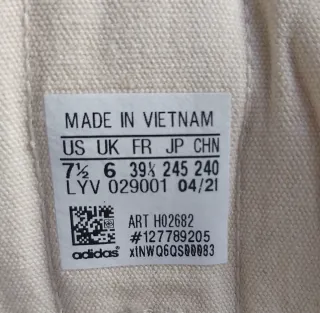 MADE IN VIETNAM
US UK FR JP CHN
7½ 6 39⅓ 245 240
LYV 029001 04/21
ART H02682
#127789205
adidas® xtNWQ6QS00083